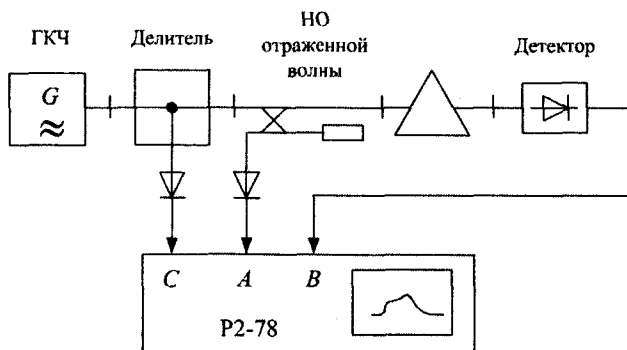 ГКЧ
Делитель
НО
отраженной
волны
Детектор
G
≈
C
A
B
Р2-78